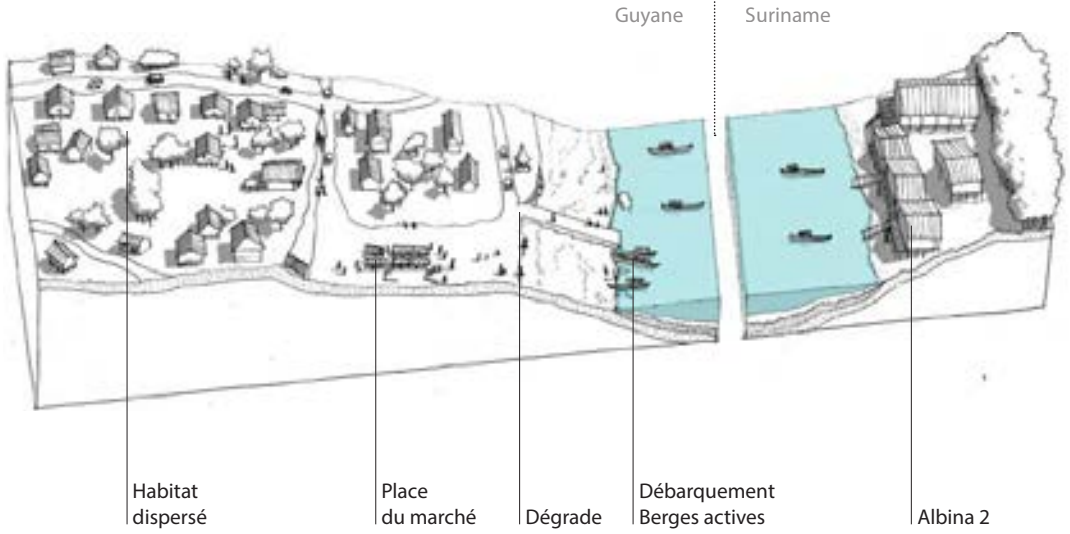 Guyane
Suriname
Habitat
dispersé
Place
du marché
Dégrade
Débarquement
Berges actives
Albina 2